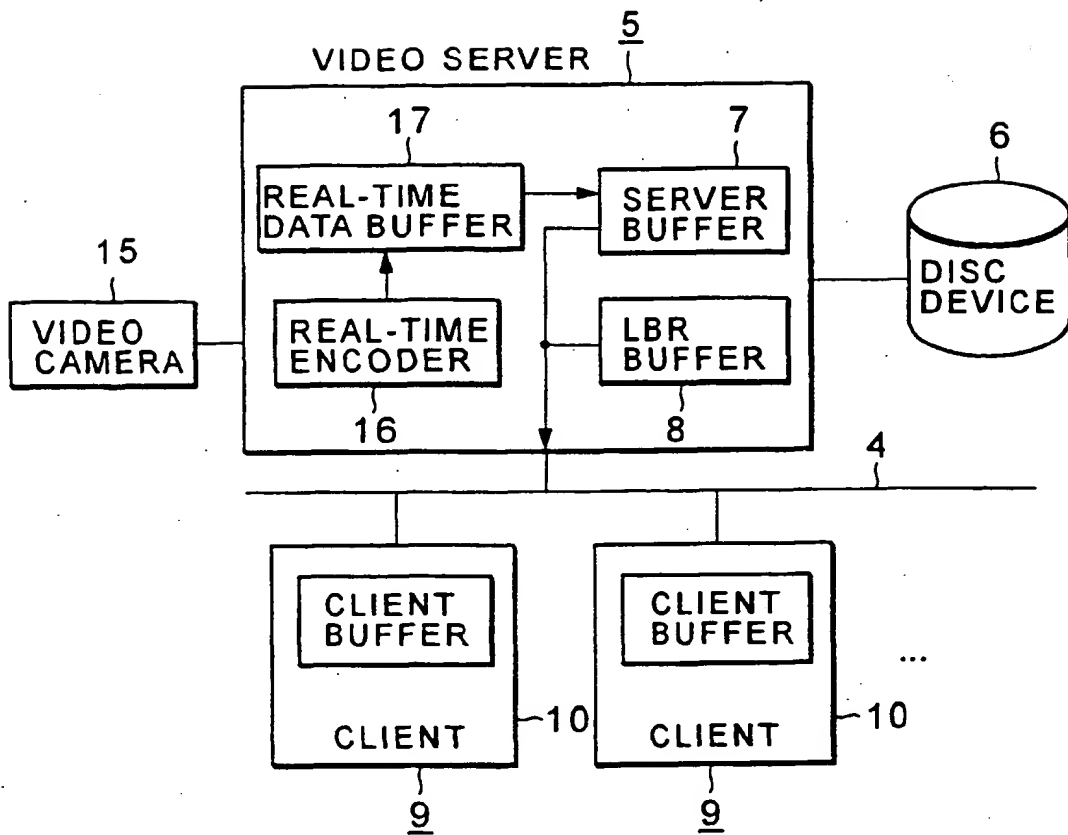 5
VIDEO SERVER
17
7
6
REAL-TIME
DATA BUFFER
SERVER
BUFFER
15
DISC
DEVICE
VIDEO
CAMERA
REAL-TIME
ENCODER
LBR
BUFFER
16
8
4
CLIENT
BUFFER
CLIENT
BUFFER
...
CLIENT
10
CLIENT
10
9
9